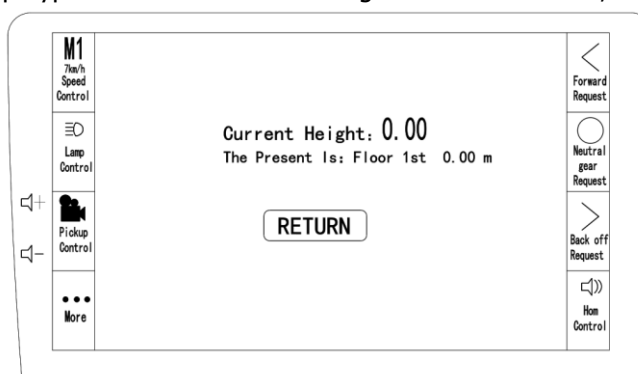 M1
7km/h
Speed
Control
Lamp
Control
Pickup
Control
More
Current Height: 0.00
The Present Is: Floor 1st 0.00 m
RETURN
Forward
Request
Neutral
gear
Request
Back off
Request
Hom
Control